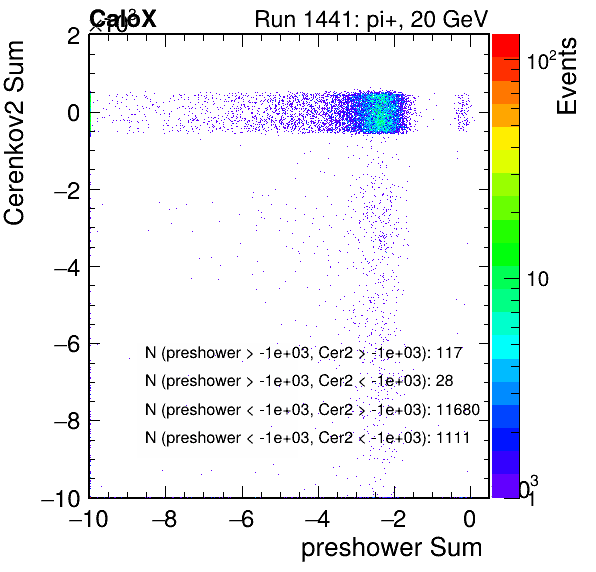 CaloX
Run 1441: pi+, 20 GeV
Cerenkov2 Sum
2
0
−2
−4
−6
−8
−10
N (preshower > -1e+03, Cer2 > -1e+03): 117
N (preshower > -1e+03, Cer2 < -1e+03): 28
N (preshower < -1e+03, Cer2 > -1e+03): 11680
N (preshower < -1e+03, Cer2 < -1e+03): 1111
−10 −8 −6 −4 −2 0
preshower Sum
Events
10²
10
1